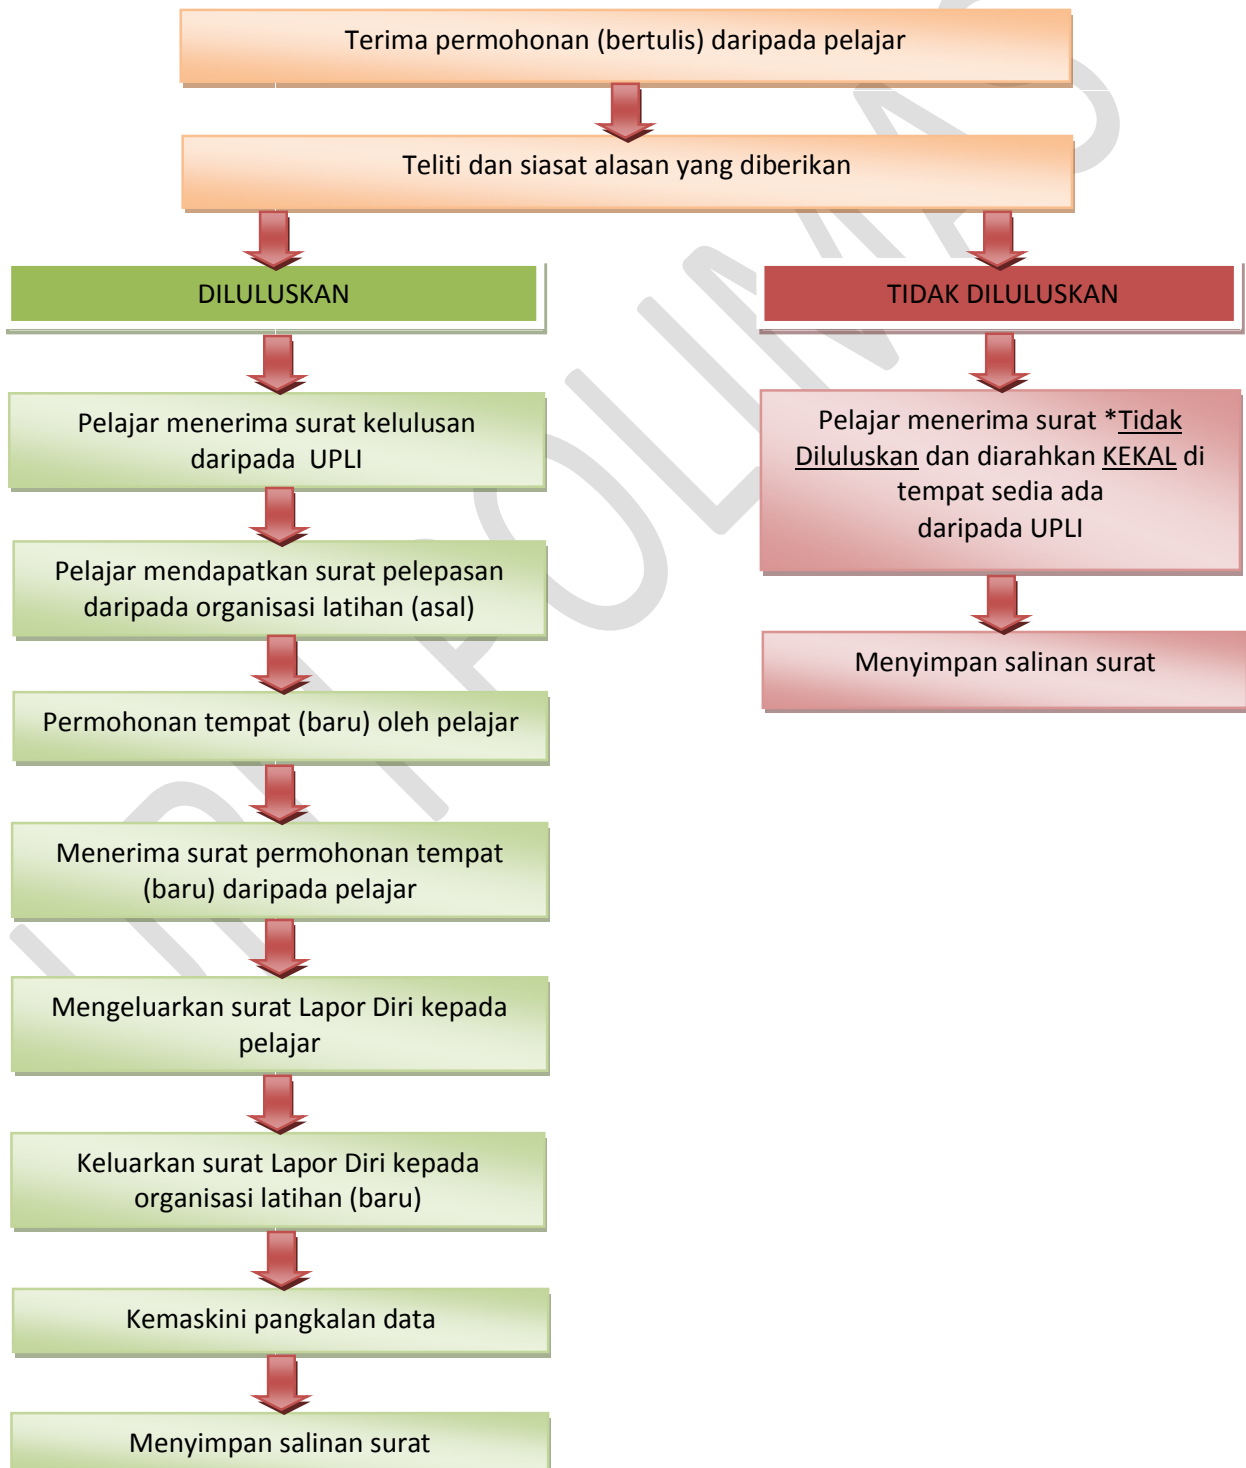 Terima permohonan (bertulis) daripada pelajar
Teliti dan siasat alasan yang diberikan
DILULUSKAN
Pelajar menerima surat kelulusan
daripada UPLI
Pelajar mendapatkan surat pelepasan
daripada organisasi latihan (asal)
Permohonan tempat (baru) oleh pelajar
Menerima surat permohonan tempat
(baru) daripada pelajar
Mengeluarkan surat Lapor Diri kepada
pelajar
Keluarkan surat Lapor Diri kepada
organisasi latihan (baru)
Kemaskini pangkalan data
Menyimpan salinan surat
TIDAK DILULUSKAN
Pelajar menerima surat *Tidak
Diluluskan dan diarahkan KEKAL di
tempat sedia ada
daripada UPLI
Menyimpan salinan surat